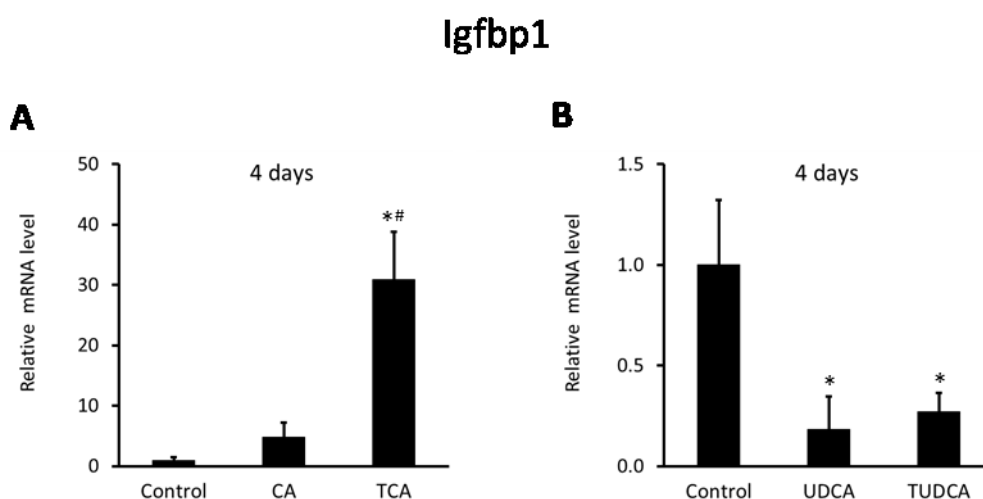 Igfbp1
A
B
4 days
50
40
30
20
10
0
Relative mRNA level
*#
Control
CA
TCA
4 days
1.5
1.0
0.5
0.0
Relative mRNA level
*
*
Control
UDCA
TUDCA